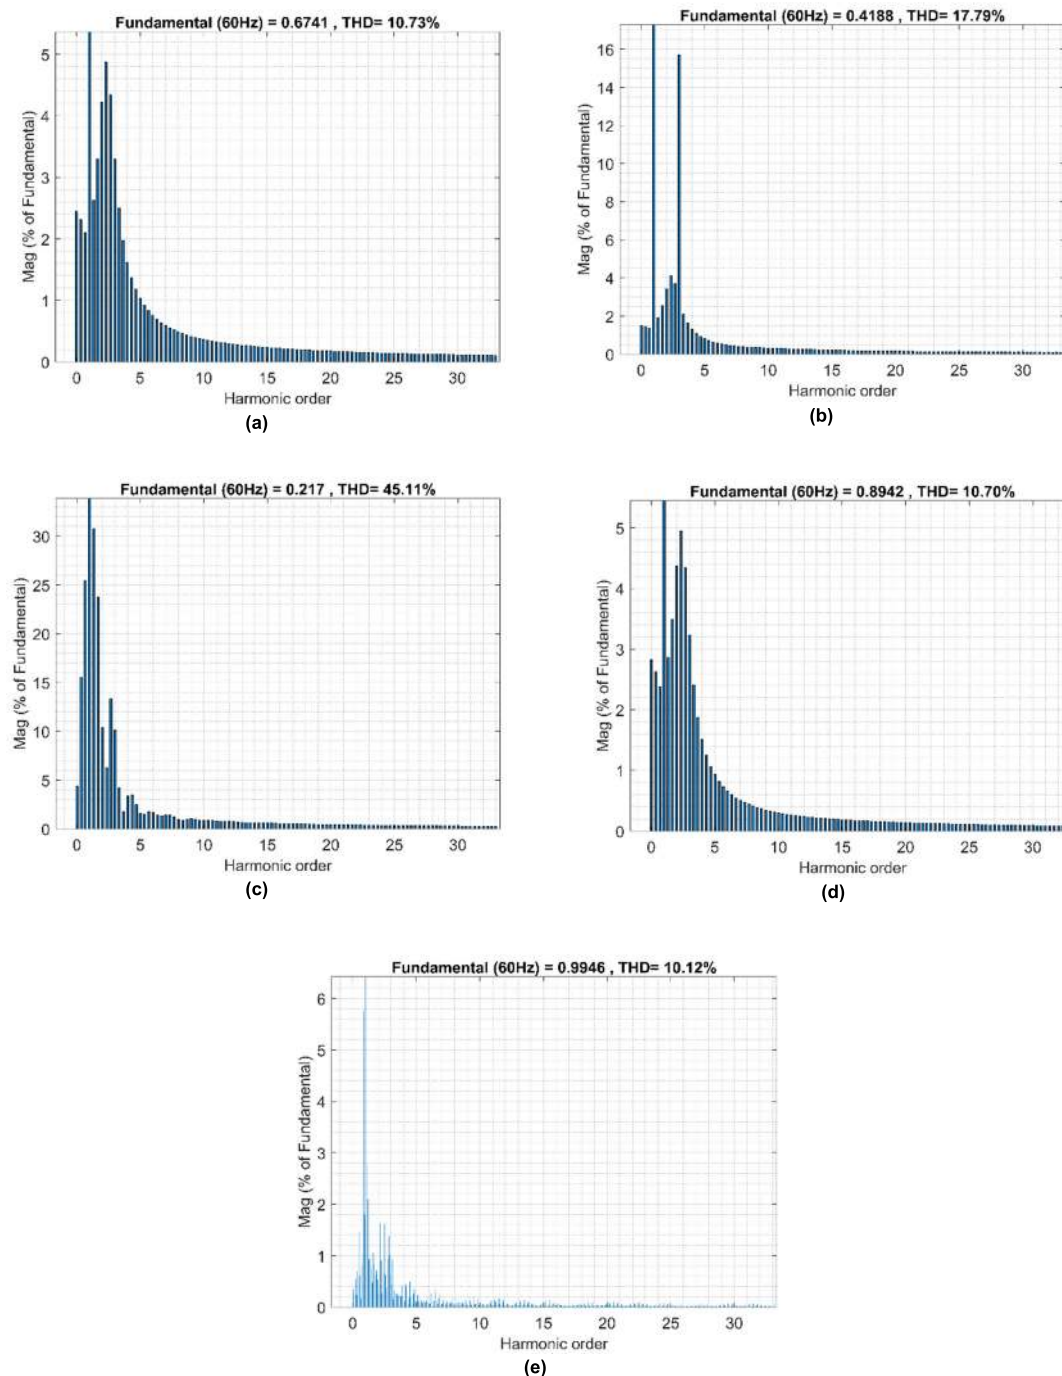 Fundamental (60Hz) = 0.6741 , THD= 10.73%
5
4
3
2
1
0
Mag (% of Fundamental)
0 5 10 15 20 25 30
Harmonic order
(a)
Fundamental (60Hz) = 0.4188 , THD= 17.79%
16
14
12
10
8
6
4
2
0
Mag (% of Fundamental)
0 5 10 15 20 25 30
Harmonic order
(b)
Fundamental (60Hz) = 0.217 , THD= 45.11%
30
25
20
15
10
5
0
Mag (% of Fundamental)
0 5 10 15 20 25 30
Harmonic order
(c)
Fundamental (60Hz) = 0.8942 , THD= 10.70%
5
4
3
2
1
0
Mag (% of Fundamental)
0 5 10 15 20 25 30
Harmonic order
(d)
Fundamental (60Hz) = 0.9946 , THD= 10.12%
6
5
4
3
2
1
0
Mag (% of Fundamental)
0 5 10 15 20 25 30
Harmonic order
(e)